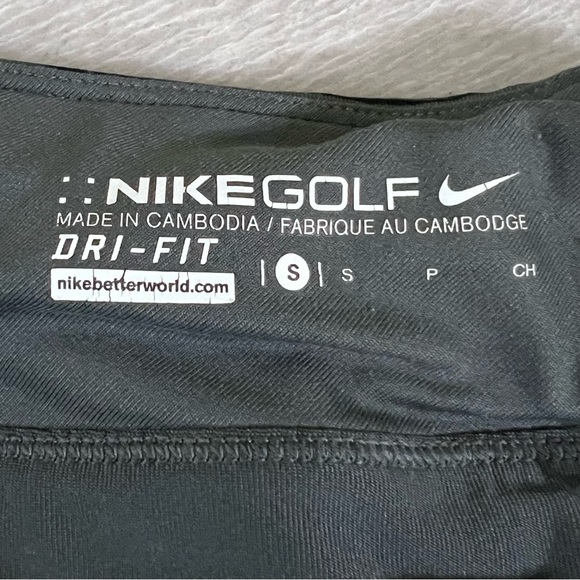 NIKEGOLF
MADE IN CAMBODIA / FABRIQUE AU CAMBODGE
DRI-FIT
nikebetterworld.com | S | S P CH